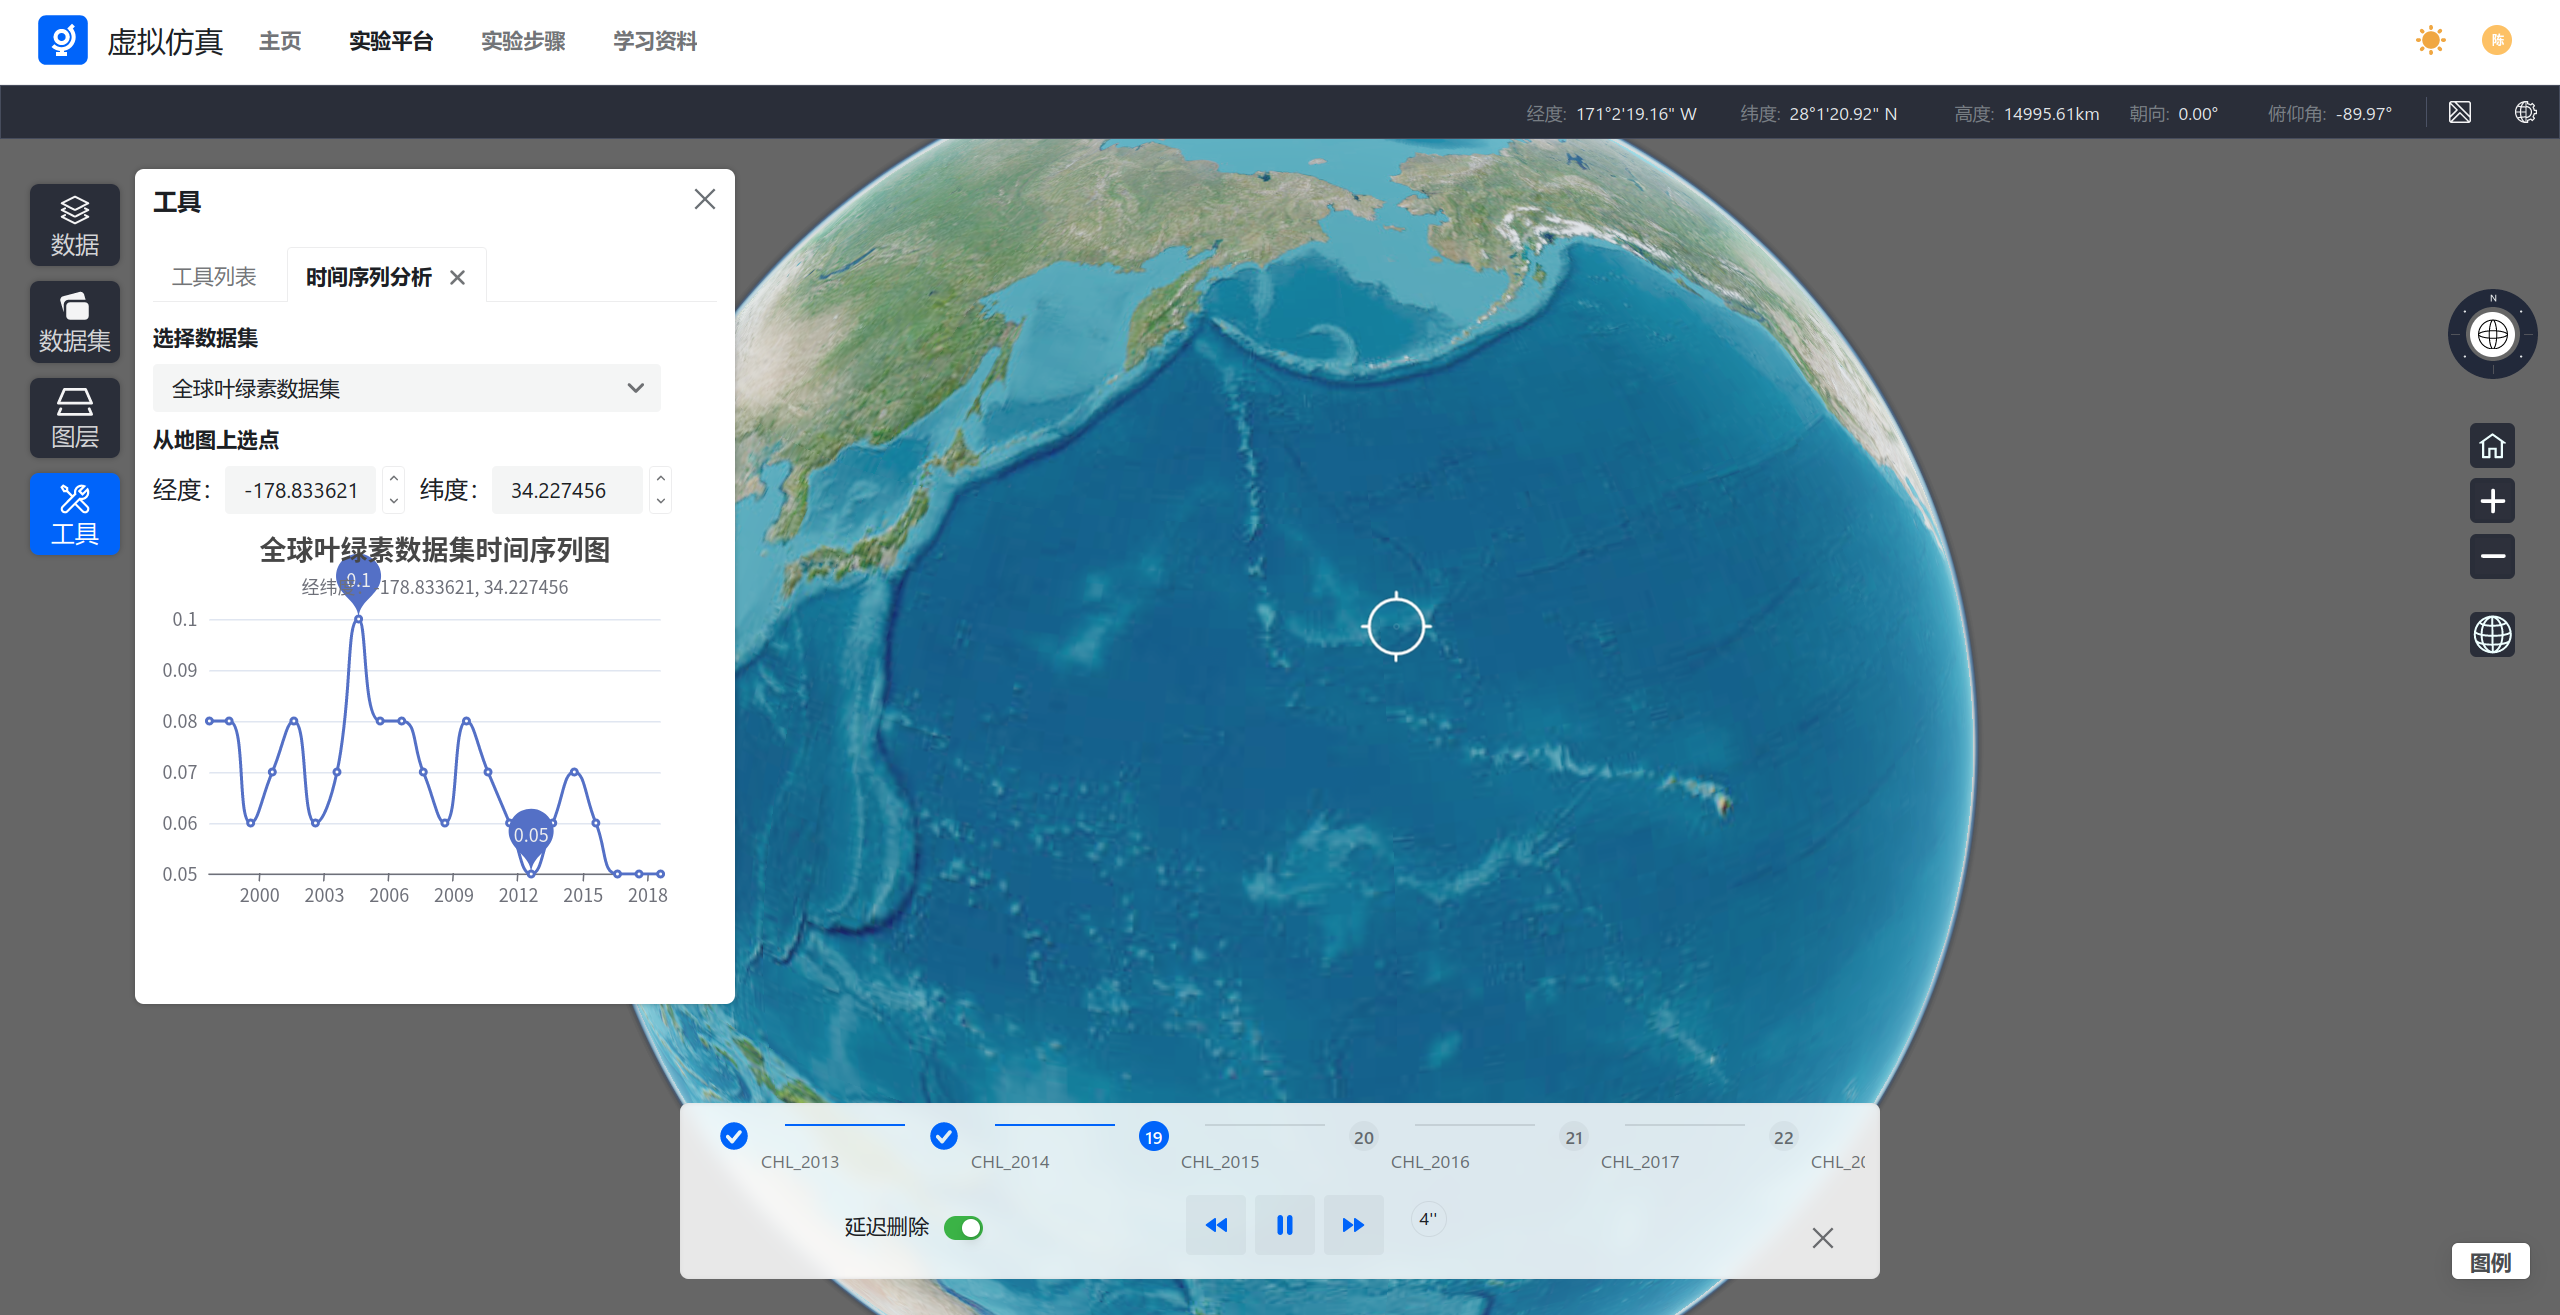 虚拟仿真 主页 实验平台 实验步骤 学习资料 陈
经度: 171°2'19.16" W 纬度: 28°1'20.92" N 高度: 14995.61km 朝向: 0.00° 俯仰角: -89.97°
数据
数据集
图层
工具
工具
工具列表 时间序列分析
选择数据集
全球叶绿素数据集
从地图上选点
经度: -178.833621 纬度: 34.227456
全球叶绿素数据集时间序列图
0.1
178.833621, 34.227456
0.1
0.09
0.08
0.07
0.06
0.05
0.05
2000 2003 2006 2009 2012 2015 2018
N
19 20 21 22
CHL_2013 CHL_2014 CHL_2015 CHL_2016 CHL_2017
延迟删除 4''
图例